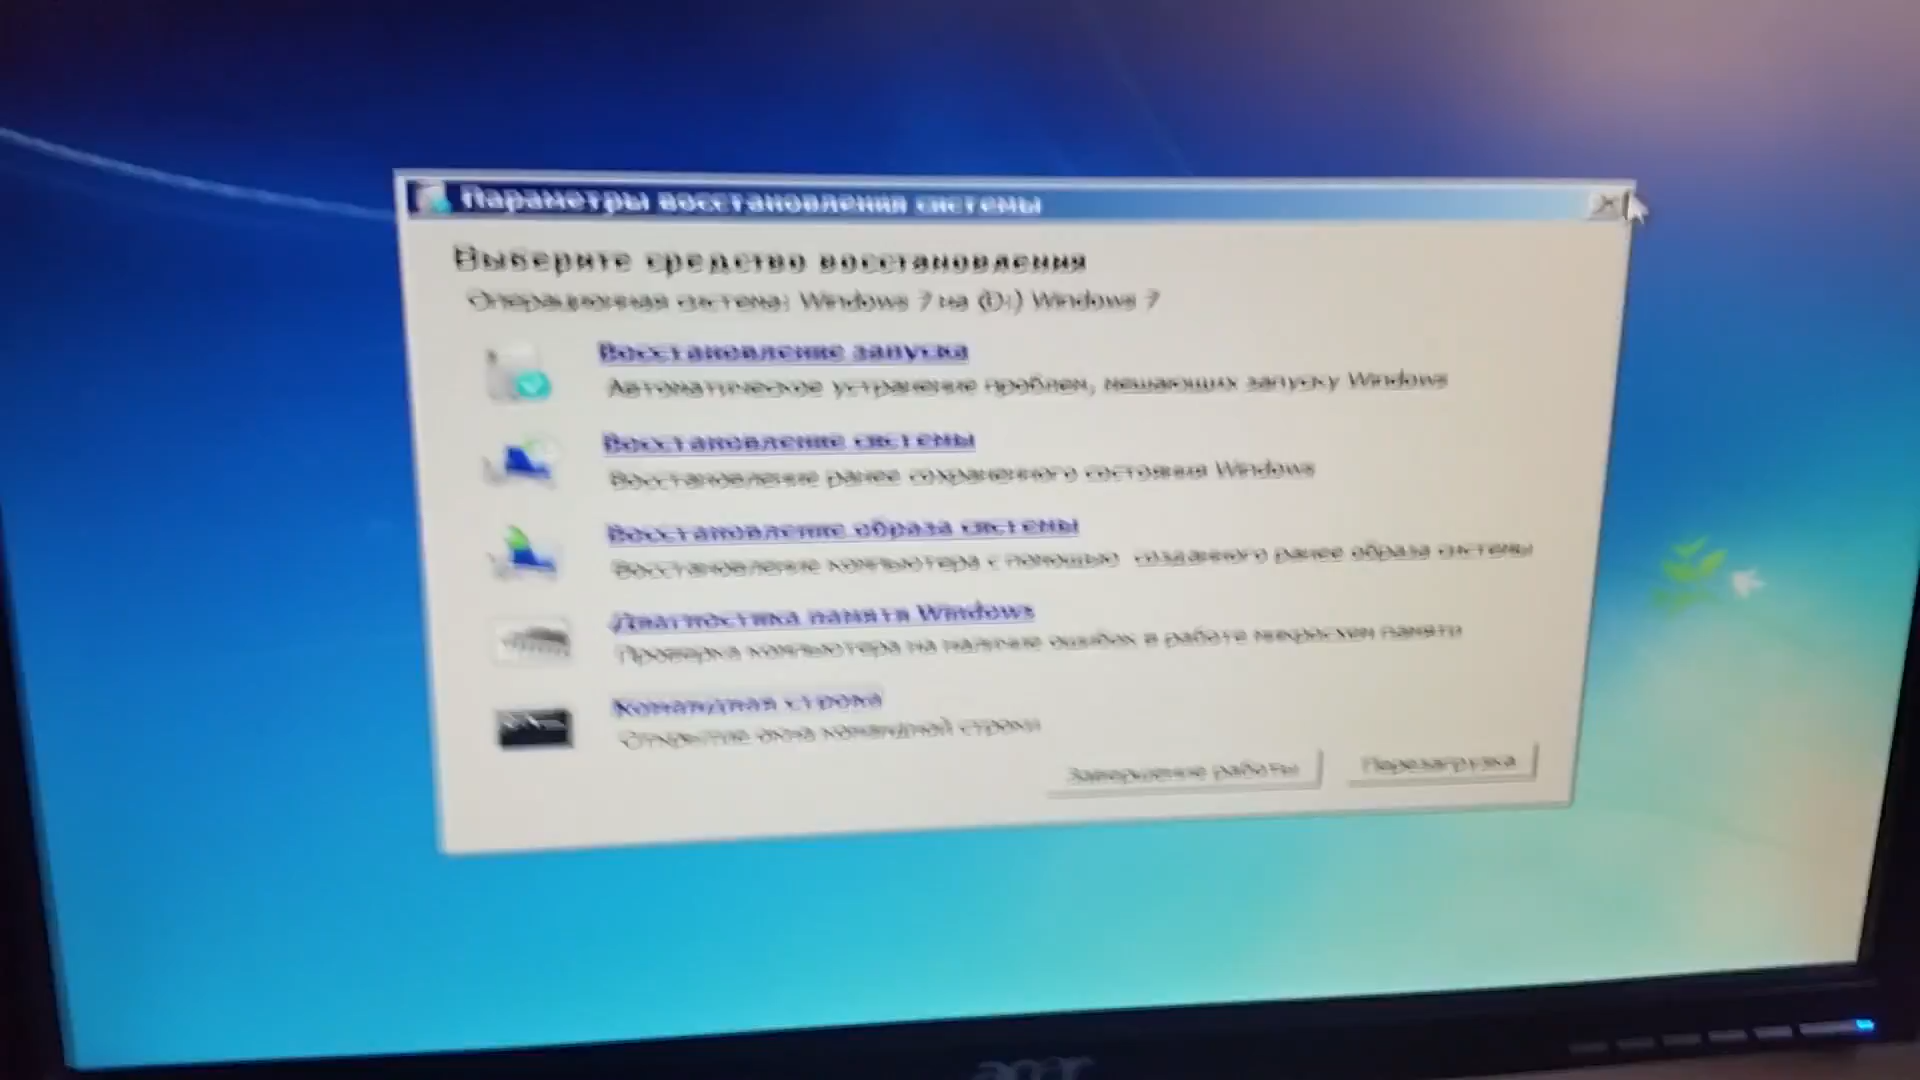 Параметры восстановления системы
Выберите средство восстановления
Операционная система: Windows 7 на (D:) Windows 7
Восстановление запуска
Автоматическое устранение проблем, мешающих запуску Windows
Восстановление системы
Восстановление ранее сохраненного состояния Windows
Восстановление образа системы
Восстановление компьютера с помощью созданного ранее образа системы
Диагностика памяти Windows
Проверка компьютера на наличие ошибок в работе микросхем памяти
Командная строка
Открытие окна командной строки
Завершение работы
Перезагрузка
acer